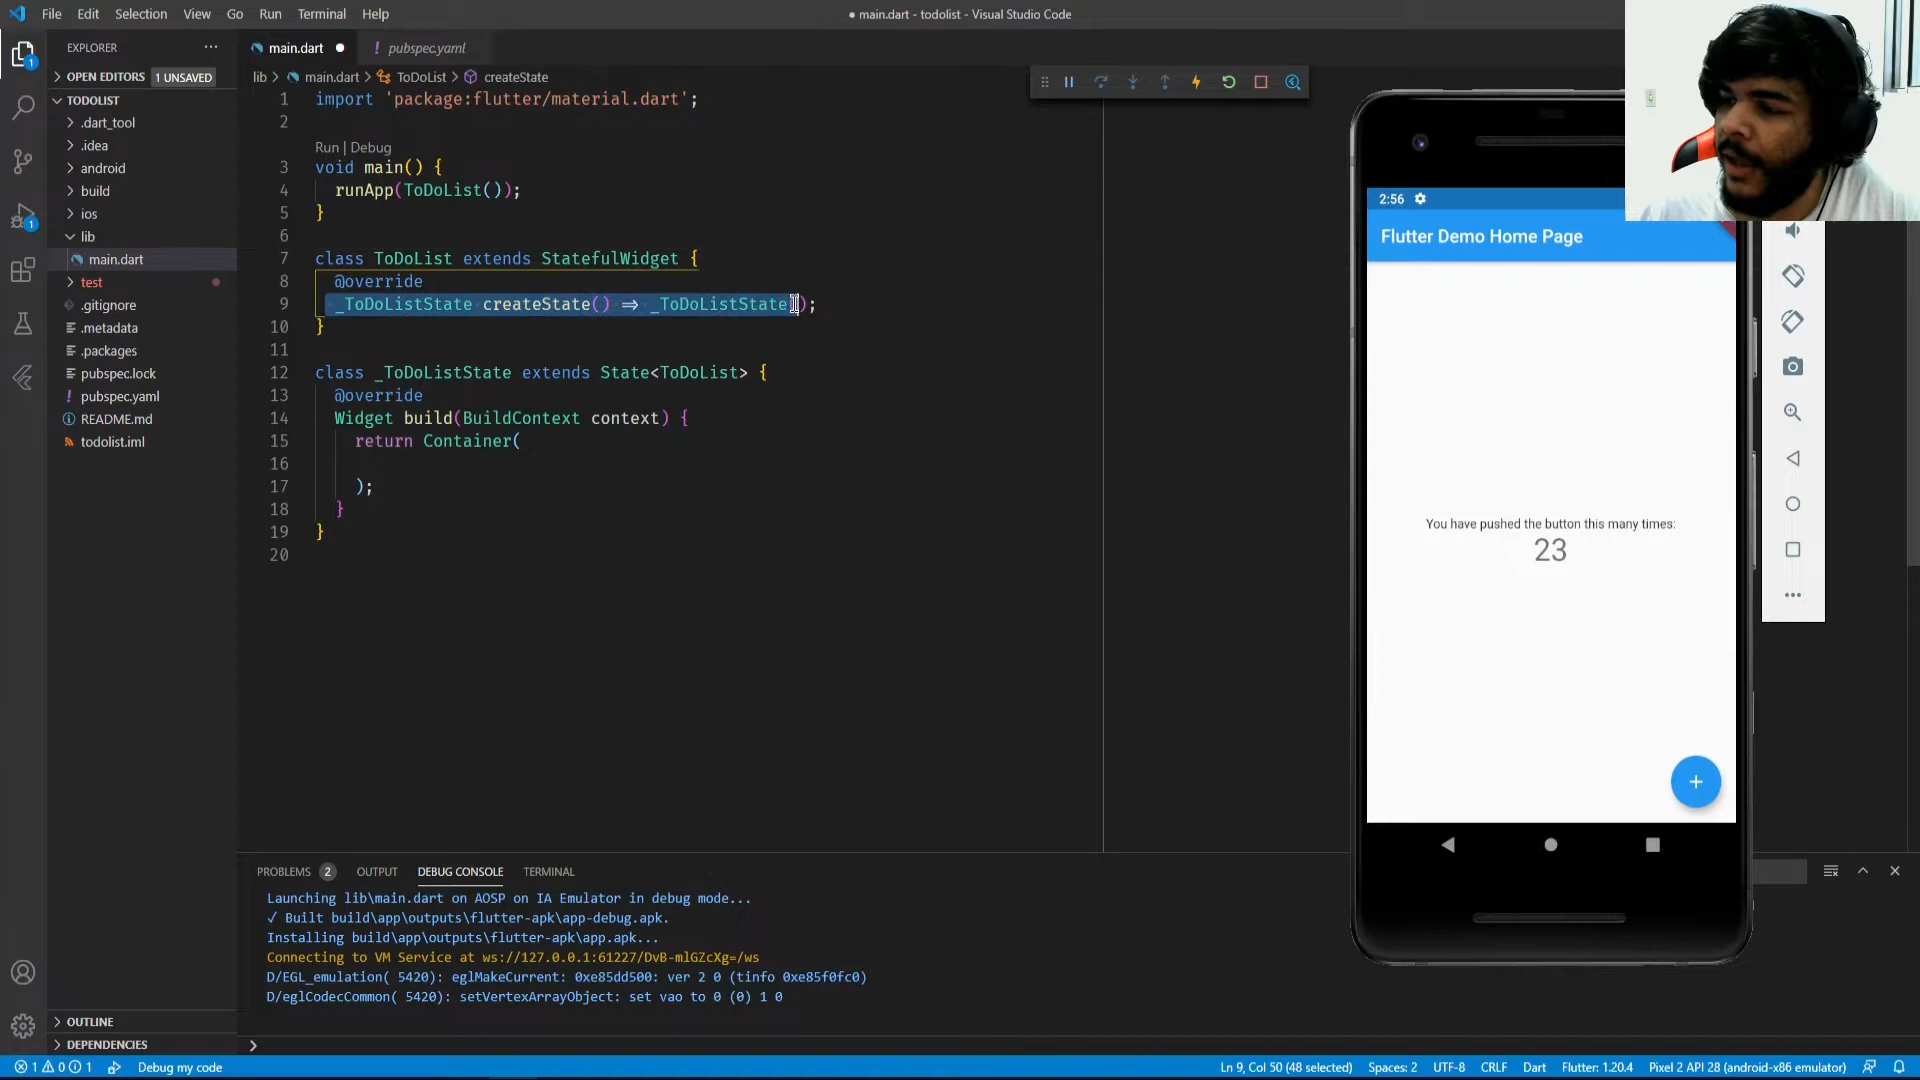 File Edit Selection View Go Run Terminal Help
● main.dart - todolist - Visual Studio Code
EXPLORER
OPEN EDITORS 1 UNSAVED
TODOLIST
.dart_tool
.idea
android
build
ios
lib
main.dart
test
.gitignore
.metadata
.packages
pubspec.lock
pubspec.yaml
README.md
todolist.iml
OUTLINE
DEPENDENCIES
1
1
main.dart
! pubspec.yaml
lib > main.dart > ToDoList > createState
1 import 'package:flutter/material.dart';
2
Run | Debug
3 void main() {
4 runApp(ToDoList());
5 }
6
7 class ToDoList extends StatefulWidget {
8 @override
9 _ToDoListState createState() => _ToDoListState();
10 }
11
12 class _ToDoListState extends State<ToDoList> {
13 @override
14 Widget build(BuildContext context) {
15 return Container(
16
17 );
18 }
19 }
20
2:56
Flutter Demo Home Page
You have pushed the button this many times:
23
PROBLEMS 2 OUTPUT DEBUG CONSOLE TERMINAL
Launching lib\main.dart on AOSP on IA Emulator in debug mode...
✓ Built build\app\outputs\flutter-apk\app-debug.apk.
Installing build\app\outputs\flutter-apk\app.apk...
Connecting to VM Service at ws://127.0.0.1:61227/DvB-mlGZcXg=/ws
D/EGL_emulation( 5420): eglMakeCurrent: 0xe85dd500: ver 2 0 (tinfo 0xe85f0fc0)
D/eglCodecCommon( 5420): setVertexArrayObject: set vao to 0 (0) 1 0
1 0 1 Debug my code
Ln 9, Col 50 (48 selected) Spaces: 2 UTF-8 CRLF Dart Flutter: 1.20.4 Pixel 2 API 28 (android-x86 emulator)